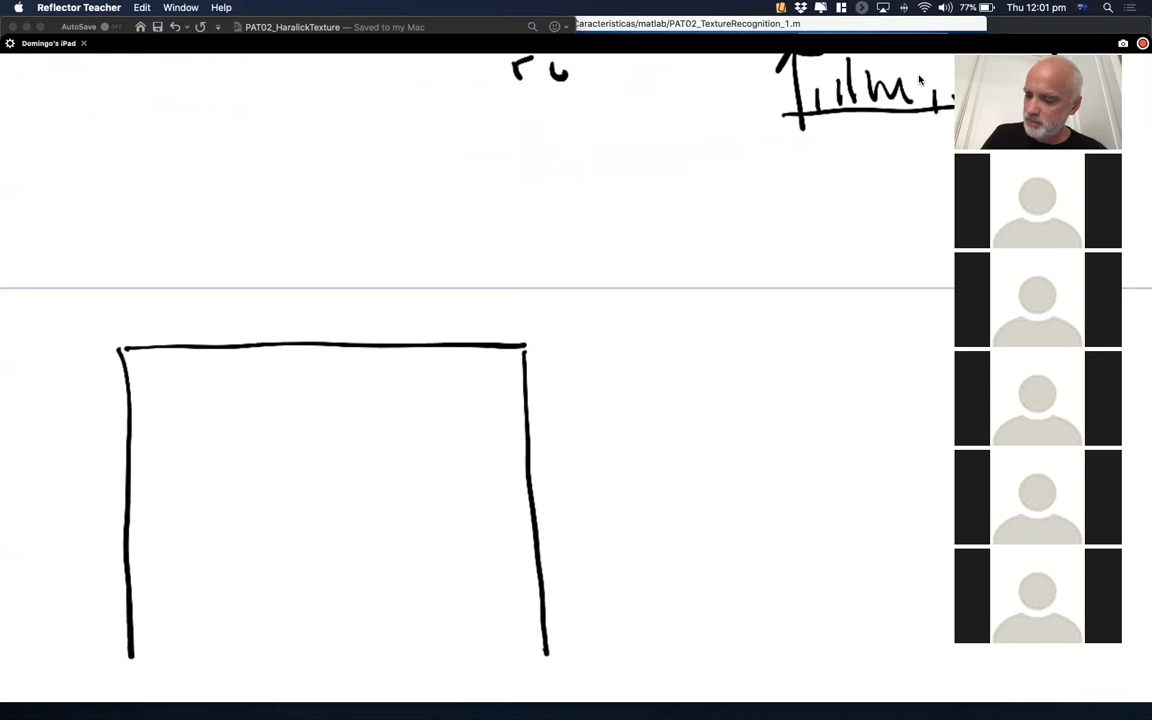 Reflector Teacher Edit Window Help 77% Thu 12:01 PM
AutoSave OFF PAT02_HaralickTexture — Saved to my Mac Caracteristicas/matlab/PAT02_TextureRecognition_1.m
Domingo's iPad